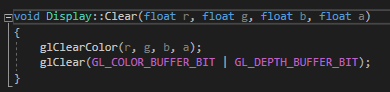 void Display::Clear(float r, float g, float b, float a)
{
glClearColor(r, g, b, a);
glClear(GL_COLOR_BUFFER_BIT | GL_DEPTH_BUFFER_BIT);
}